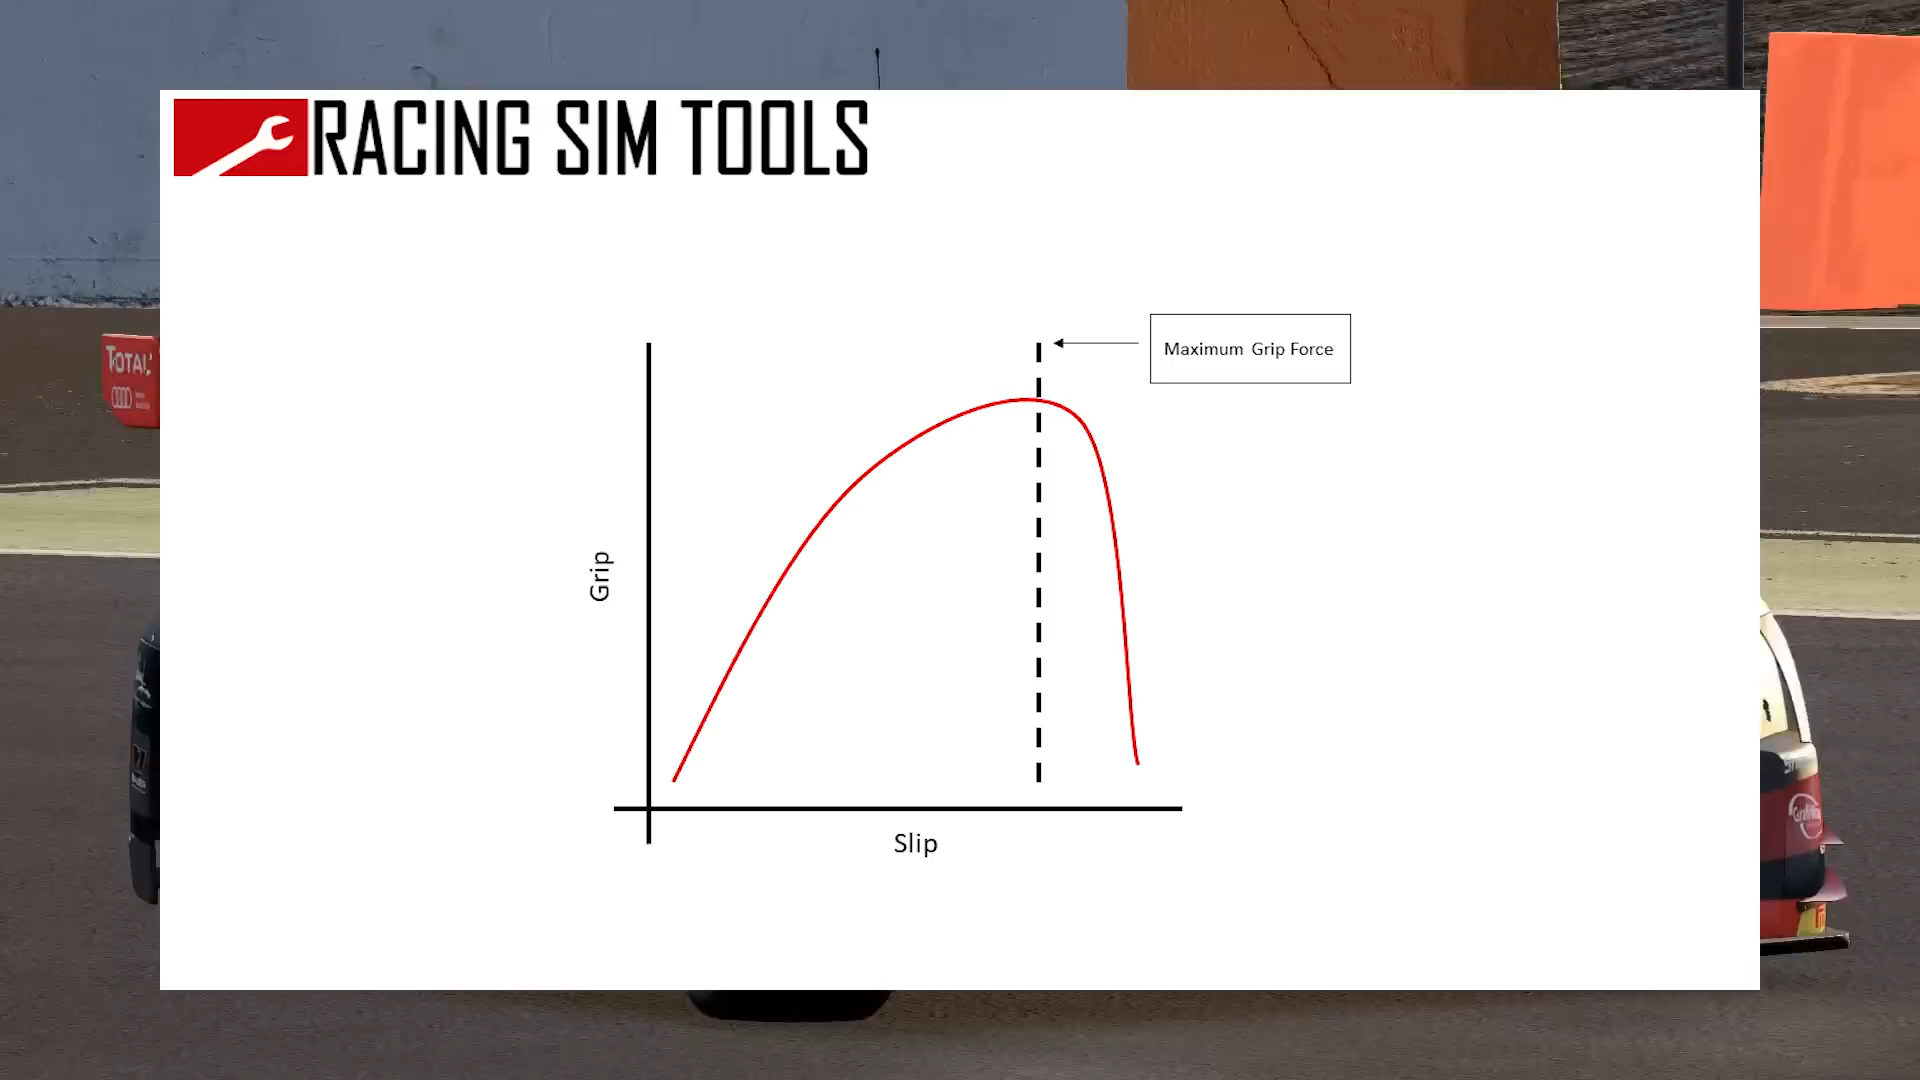 RACING SIM TOOLS
Maximum Grip Force
TOTAL
Grip
Slip